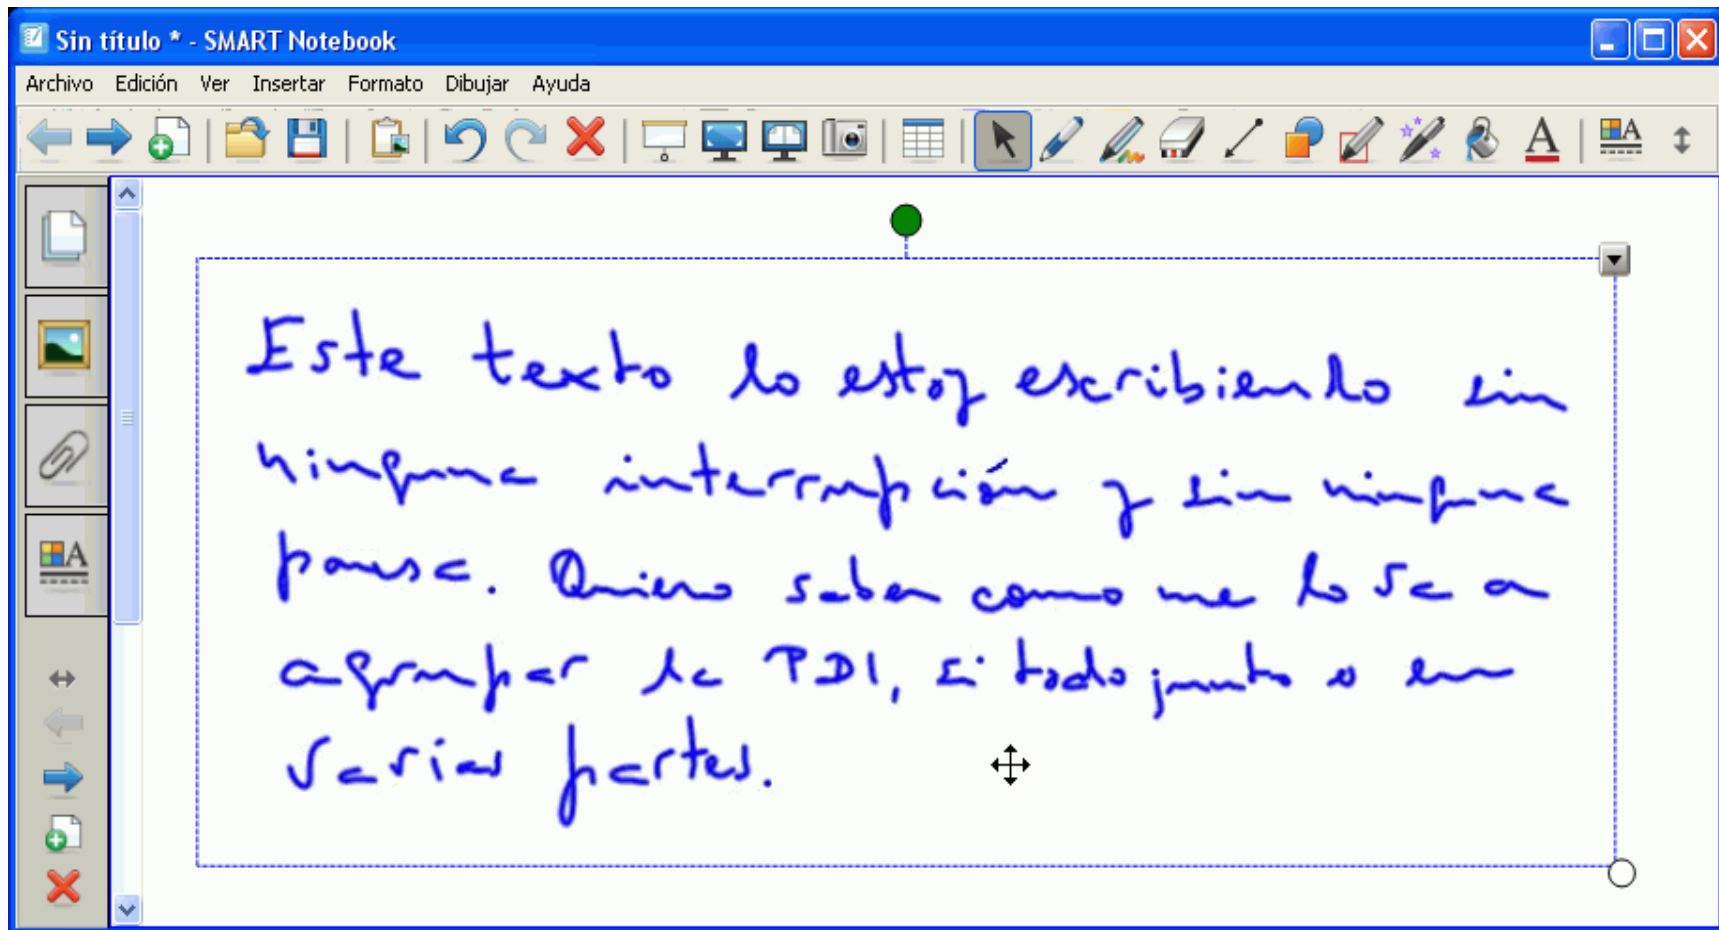 Sin título * - SMART Notebook
Archivo Edición Ver Insertar Formato Dibujar Ayuda
Este texto lo estoy escribiendo sin
ninguna interrupción y sin ninguna
pausa. Quiero saber como me lo va a
agrupar la PDI, si todo junto o en
varias partes.